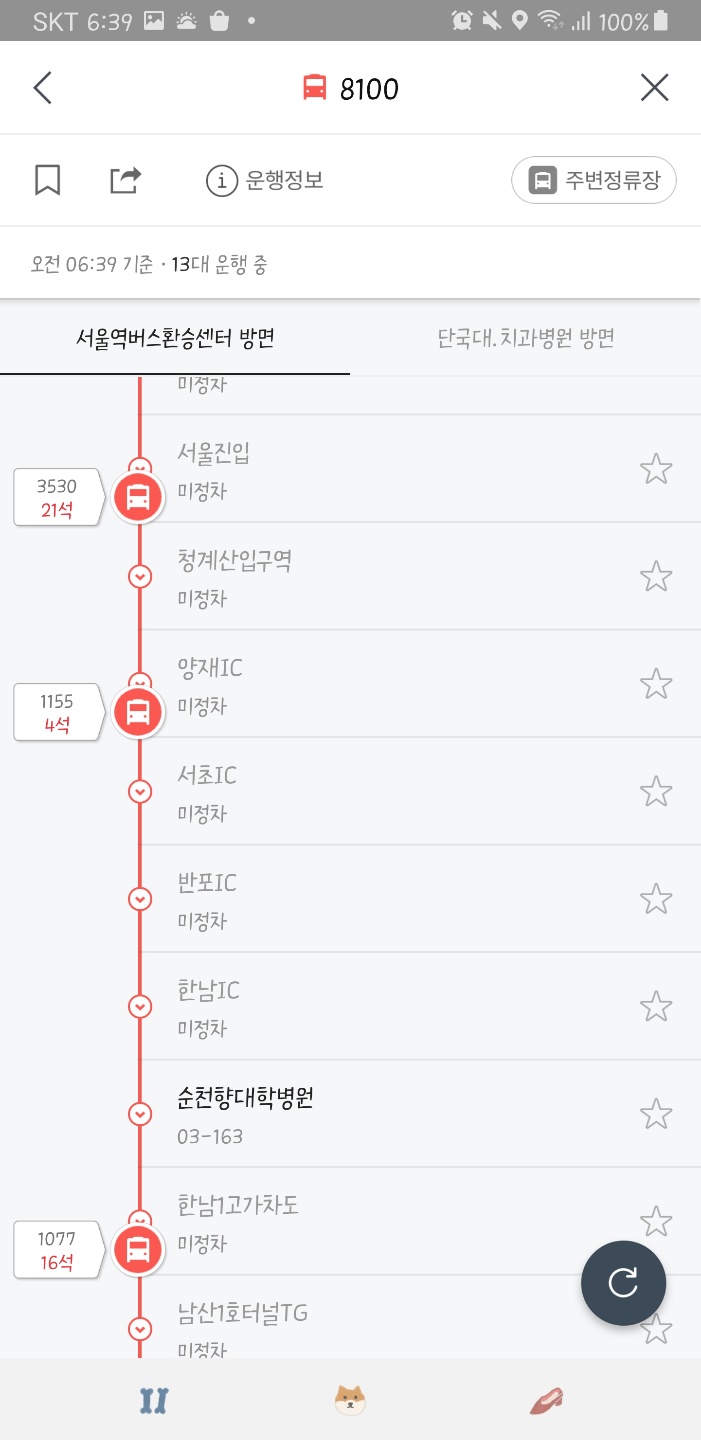 SKT 6:39 100%
8100
운행정보 주변정류장
오전 06:39 기준 · 13대 운행 중
서울역버스환승센터 방면 단국대.치과병원 방면
미정차
서울진입
3530
21석
미정차
청계산입구역
미정차
양재IC
1155
4석
미정차
서초IC
미정차
반포IC
미정차
한남IC
미정차
순천향대학병원
03-163
한남1고가차도
1077
16석
미정차
남산1호터널TG
미정차